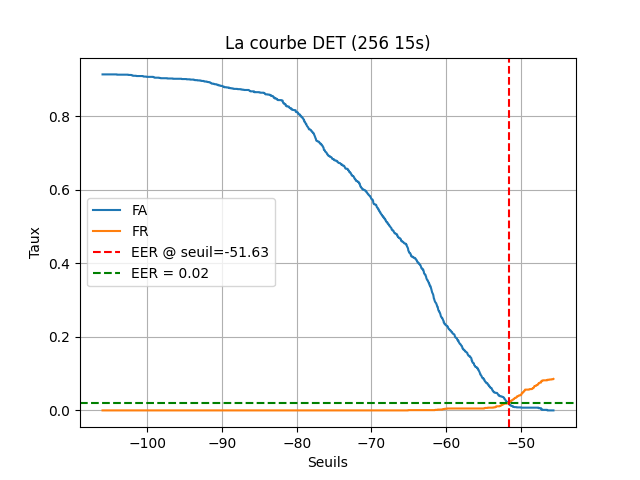 La courbe DET (256 15s)
Taux
0.8
0.6
0.4
0.2
0.0
FA
FR
EER @ seuil=-51.63
EER = 0.02
−100
−90
−80
−70
−60
−50
Seuils